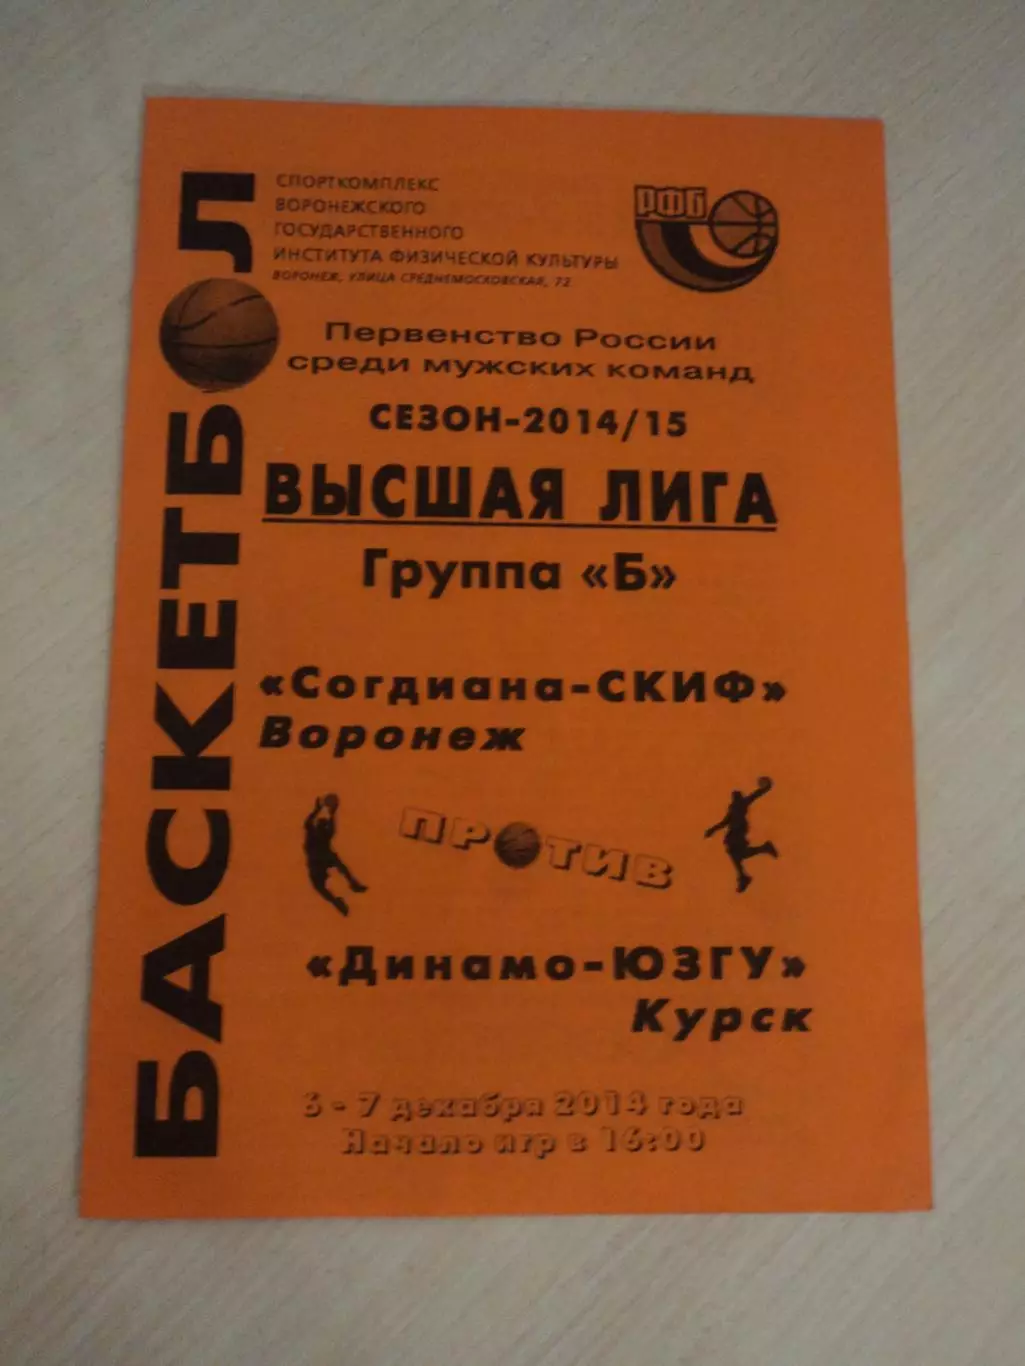 БАСКЕТБОЛ
СПОРТКОМПЛЕКС
ВОРОНЕЖСКОГО
ГОСУДАРСТВЕННОГО
ИНСТИТУТА ФИЗИЧЕСКОЙ КУЛЬТУРЫ
ВОРОНЕЖ, УЛИЦА СРЕДНЕМОСКОВСКАЯ, 72
РФБ
Первенство России
среди мужских команд
СЕЗОН-2014/15
ВЫСШАЯ ЛИГА
Группа «Б»
«Согдиана-СКИФ»
Воронеж
ПРОТИВ
«Динамо-ЮЗГУ»
Курск
6 - 7 декабря 2014 года
Начало игр в 16:00